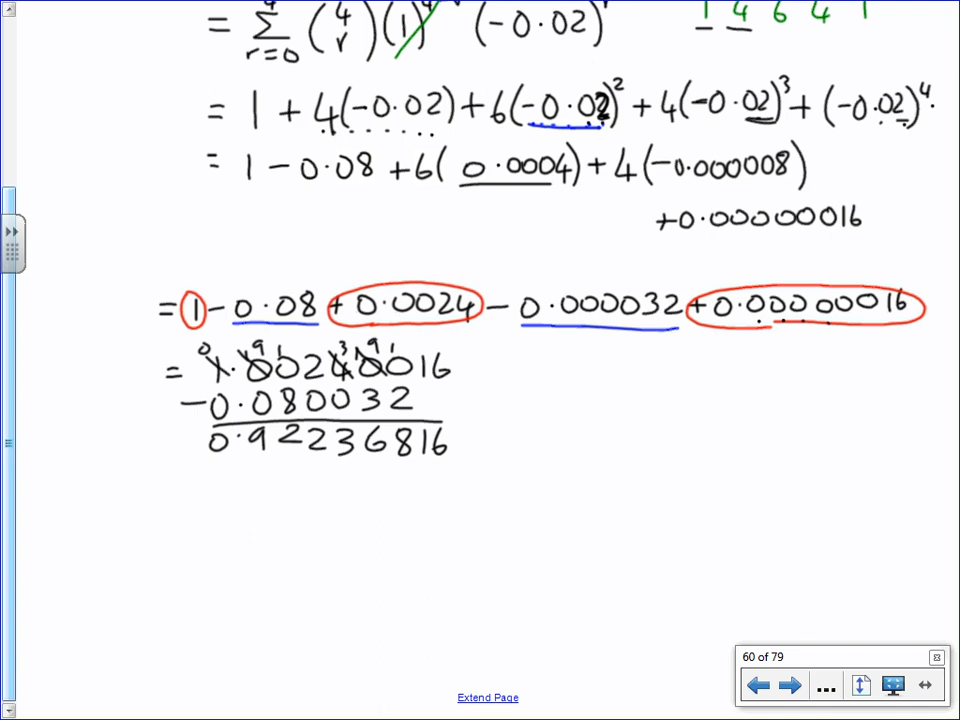 = Σ r=0 (4 r)(1) (-0.02)^r 1 4 6 4 1
= 1 + 4(-0.02) + 6(-0.02)² + 4(-0.02)³ + (-0.02)⁴.
= 1 - 0.08 + 6(0.0004) + 4(-0.000008)
+0.00000016
= 1 - 0.08 + 0.0024 - 0.000032 + 0.00000016
= 1.00240016
-0.080032
0.92236816
60 of 79
...
Extend Page